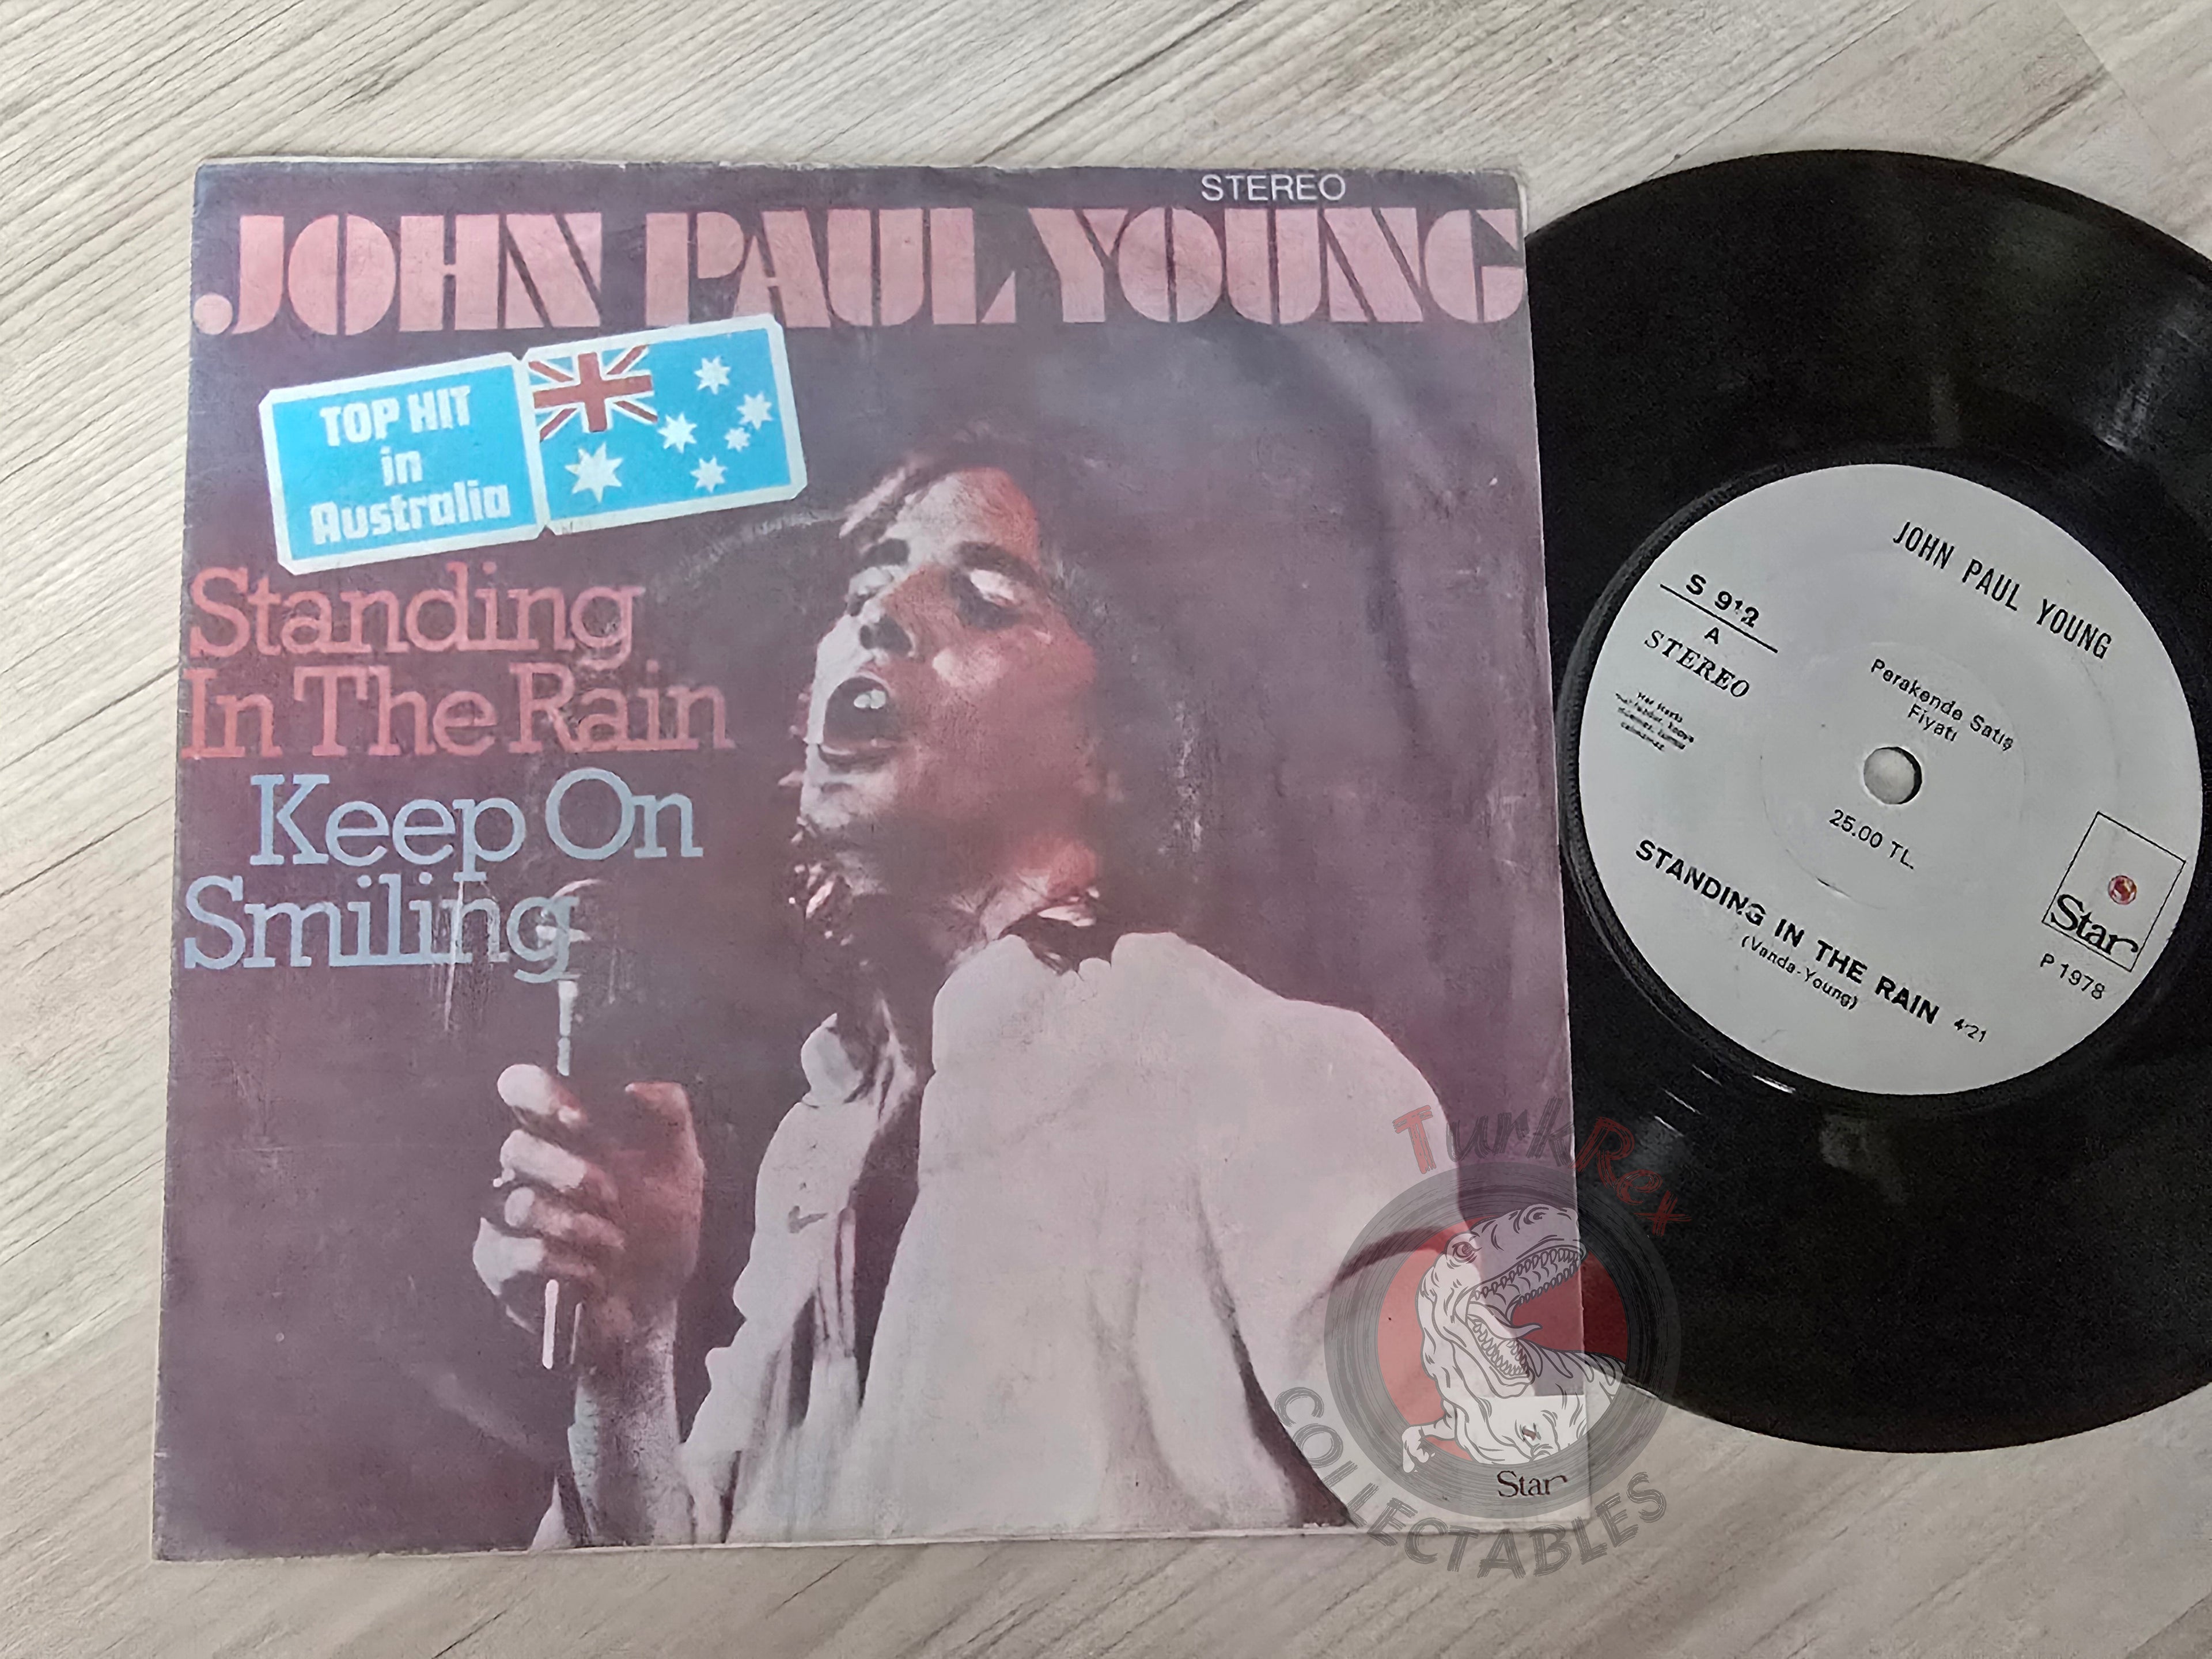 STEREO
JOHN PAUL YOUNG
TOP HIT
in
Australia
Standing
In The Rain
Keep On
Smiling
Star
JOHN PAUL YOUNG
S 912
A
STEREO
Perakende Satış
Fiyatı
25.00 TL.
Star
P 1978
STANDING IN THE RAIN 4'21
(Vanda-Young)
TurkRex
COLLECTABLES